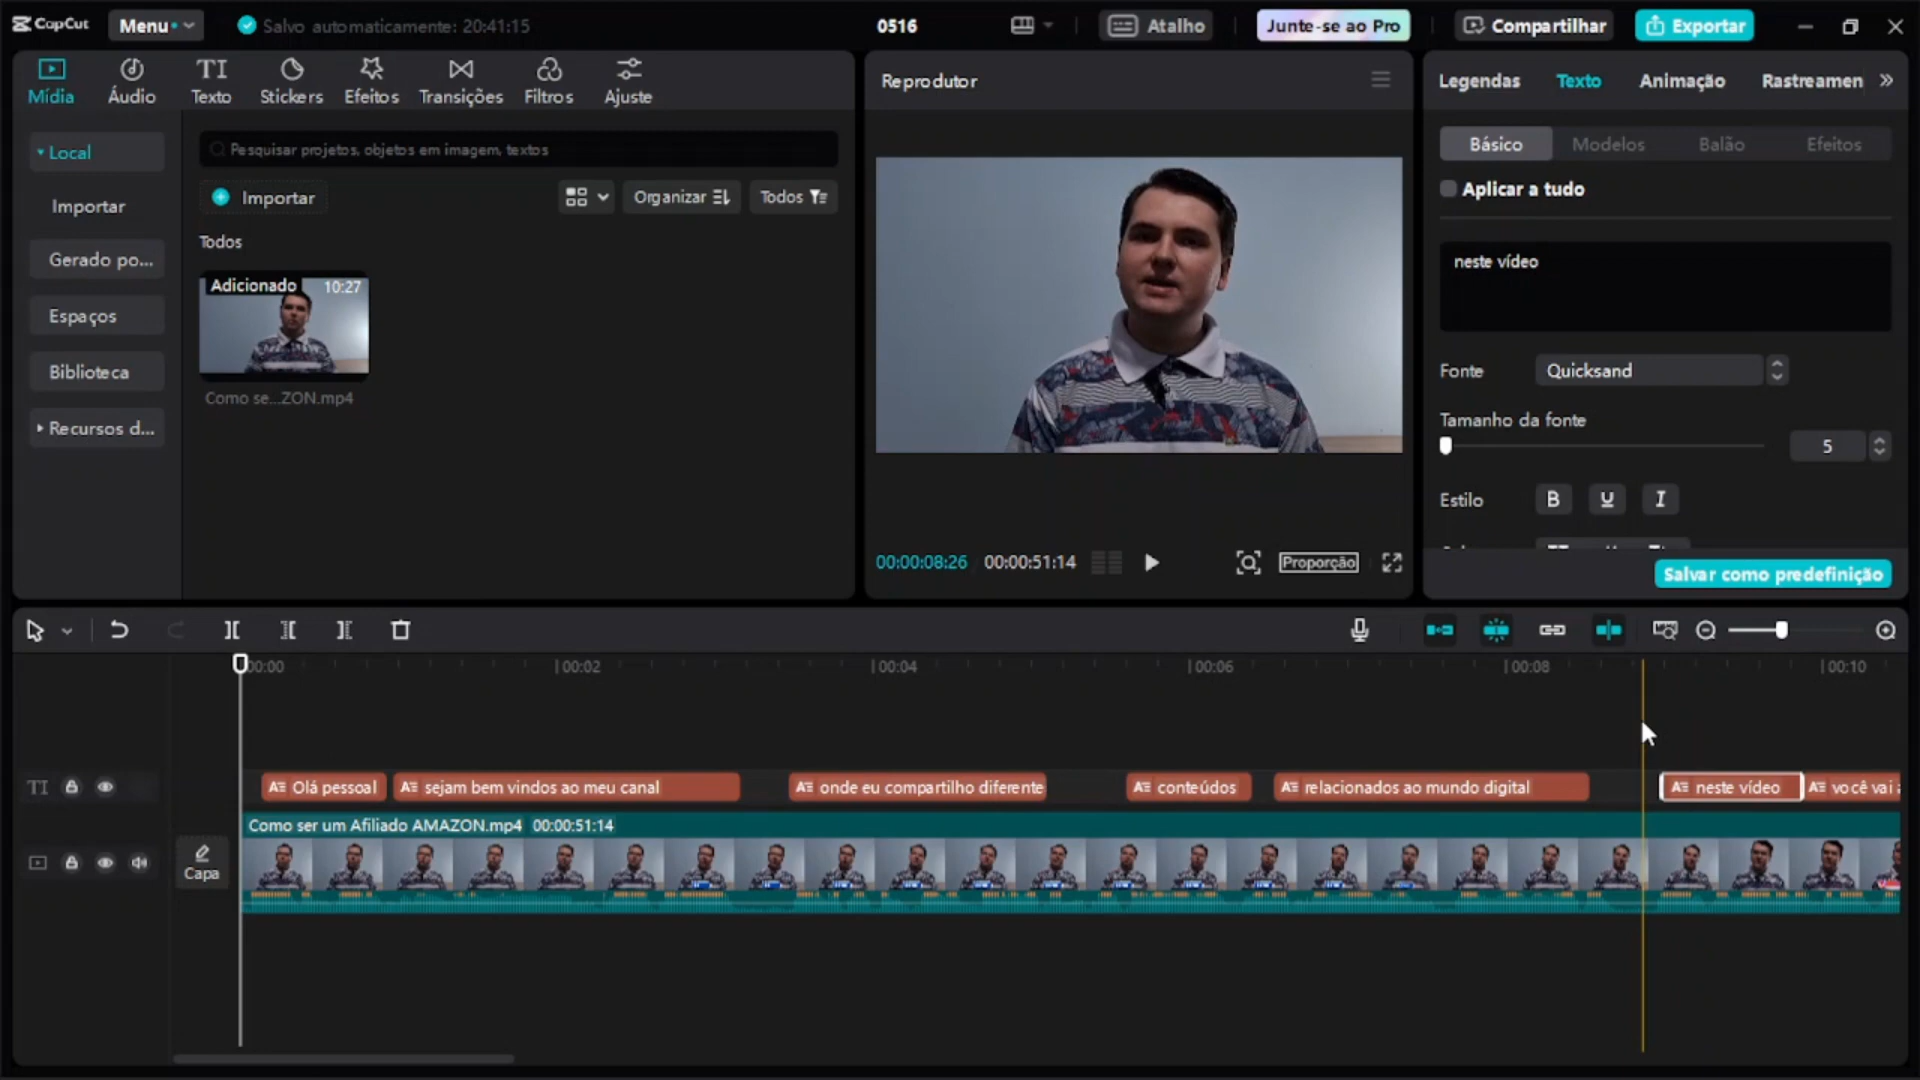 CapCut
Menu
Salvo automaticamente: 20:41:15
0516
Atalho
Junte-se ao Pro
Compartilhar
Exportar
Mídia
Áudio
Texto
Stickers
Efeitos
Transições
Filtros
Ajuste
Local
Importar
Gerado po...
Espaços
Biblioteca
Recursos d...
Pesquisar projetos, objetos em imagem, textos
Importar
Organizar
Todos
Todos
Adicionado 10:27
Como se...ZON.mp4
Reprodutor
00:00:08:26 00:00:51:14
Proporção
Legendas
Texto
Animação
Rastreamen
Básico
Modelos
Balão
Efeitos
Aplicar a tudo
neste vídeo
Fonte
Quicksand
Tamanho da fonte
5
Estilo
B U I
Salvar como predefinição
00:00 00:02 00:04 00:06 00:08 00:10
TI
Olá pessoal
sejam bem vindos ao meu canal
onde eu compartilho diferente
conteúdos
relacionados ao mundo digital
neste vídeo
você vai
Como ser um Afiliado AMAZON.mp4 00:00:51:14
Capa